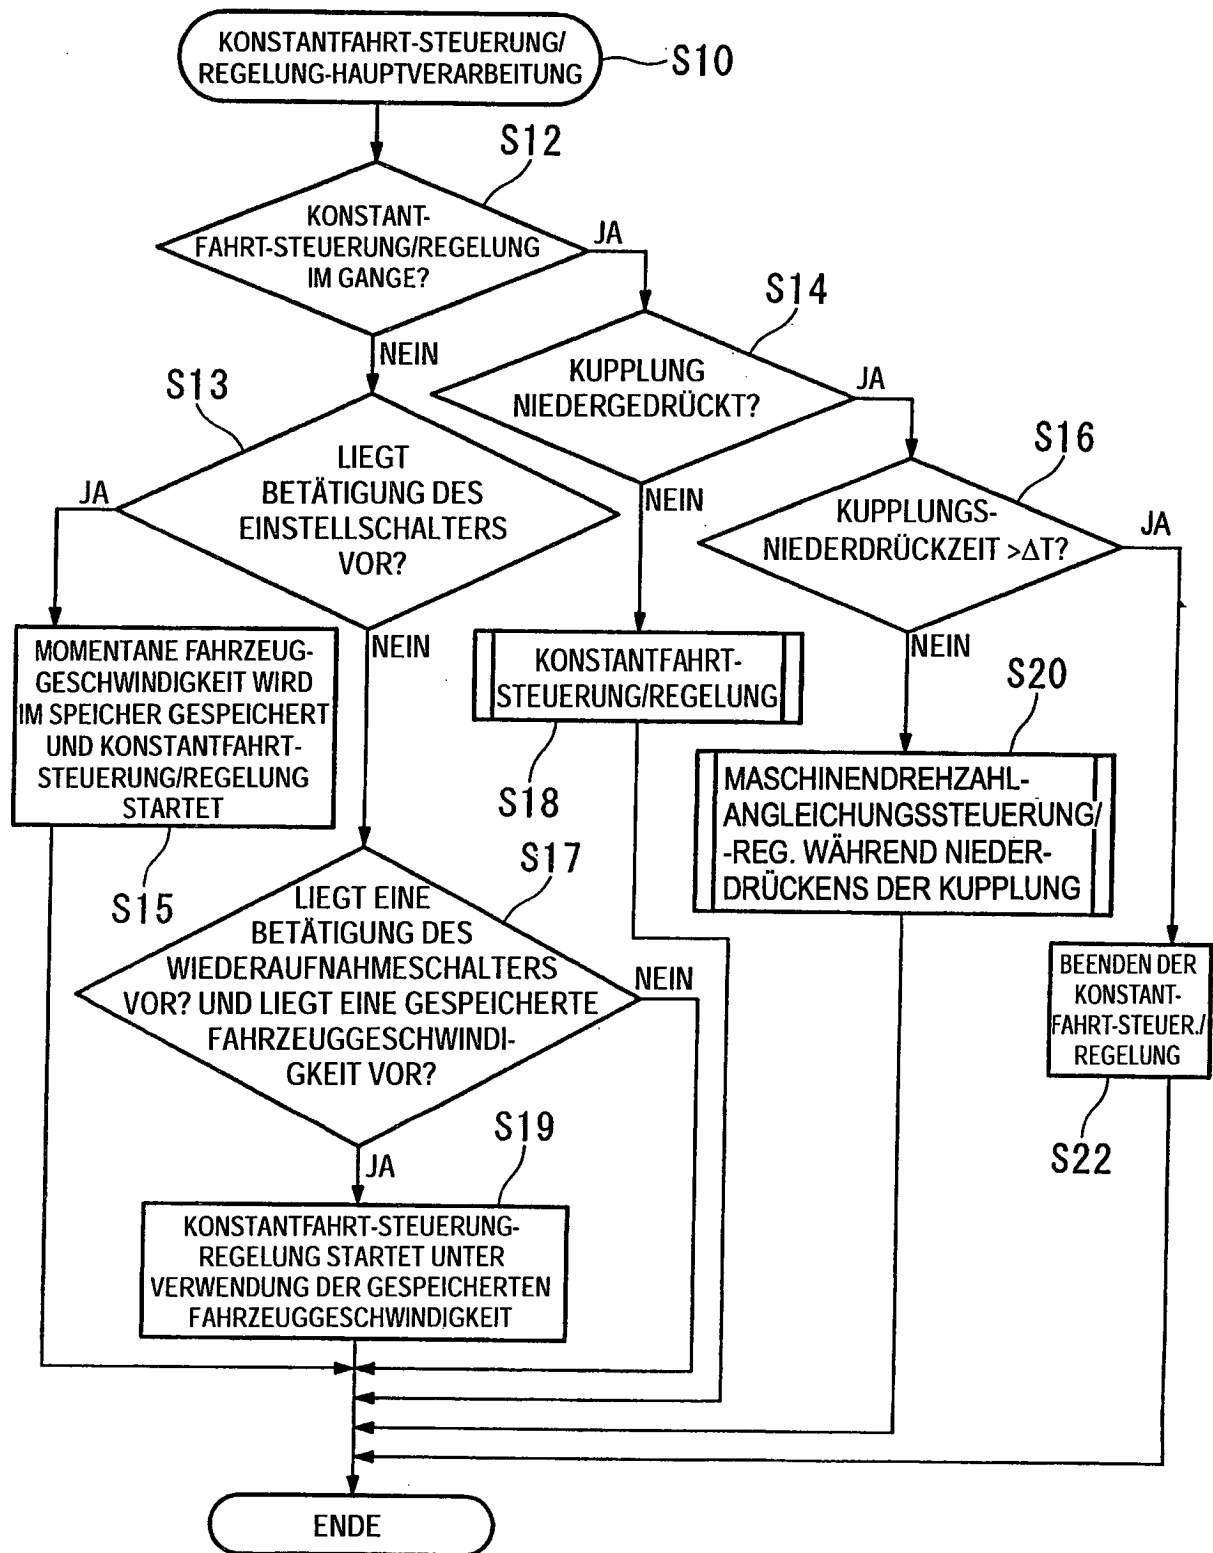 KONSTANTFAHRT-STEUERUNG/
REGELUNG-HAUPTVERARBEITUNG
S10
S12
KONSTANT-
FAHRT-STEUERUNG/REGELUNG
IM GANGE?
JA
NEIN
S14
KUPPLUNG
NIEDERGEDRÜCKT?
JA
NEIN
S13
LIEGT
BETÄTIGUNG DES
EINSTELLSCHALTERS
VOR?
JA
NEIN
S16
KUPPLUNGS-
NIEDERDRÜCKZEIT >ΔT?
JA
NEIN
MOMENTANE FAHRZEUG-
GESCHWINDIGKEIT WIRD
IM SPEICHER GESPEICHERT
UND KONSTANTFAHRT-
STEUERUNG/REGELUNG
STARTET
S15
KONSTANTFAHRT-
STEUERUNG/REGELUNG
S18
S20
MASCHINENDREHZAHL-
ANGLEICHUNGSSTEUERUNG/
-REG. WÄHREND NIEDER-
DRÜCKENS DER KUPPLUNG
S17
LIEGT EINE
BETÄTIGUNG DES
WIEDERAUFNAHMESCHALTERS
VOR? UND LIEGT EINE GESPEICHERTE
FAHRZEUGGESCHWINDI-
GKEIT VOR?
NEIN
JA
BEENDEN DER
KONSTANT-
FAHRT-STEUER./
REGELUNG
S22
S19
KONSTANTFAHRT-STEUERUNG-
REGELUNG STARTET UNTER
VERWENDUNG DER GESPEICHERTEN
FAHRZEUGGESCHWINDIGKEIT
ENDE